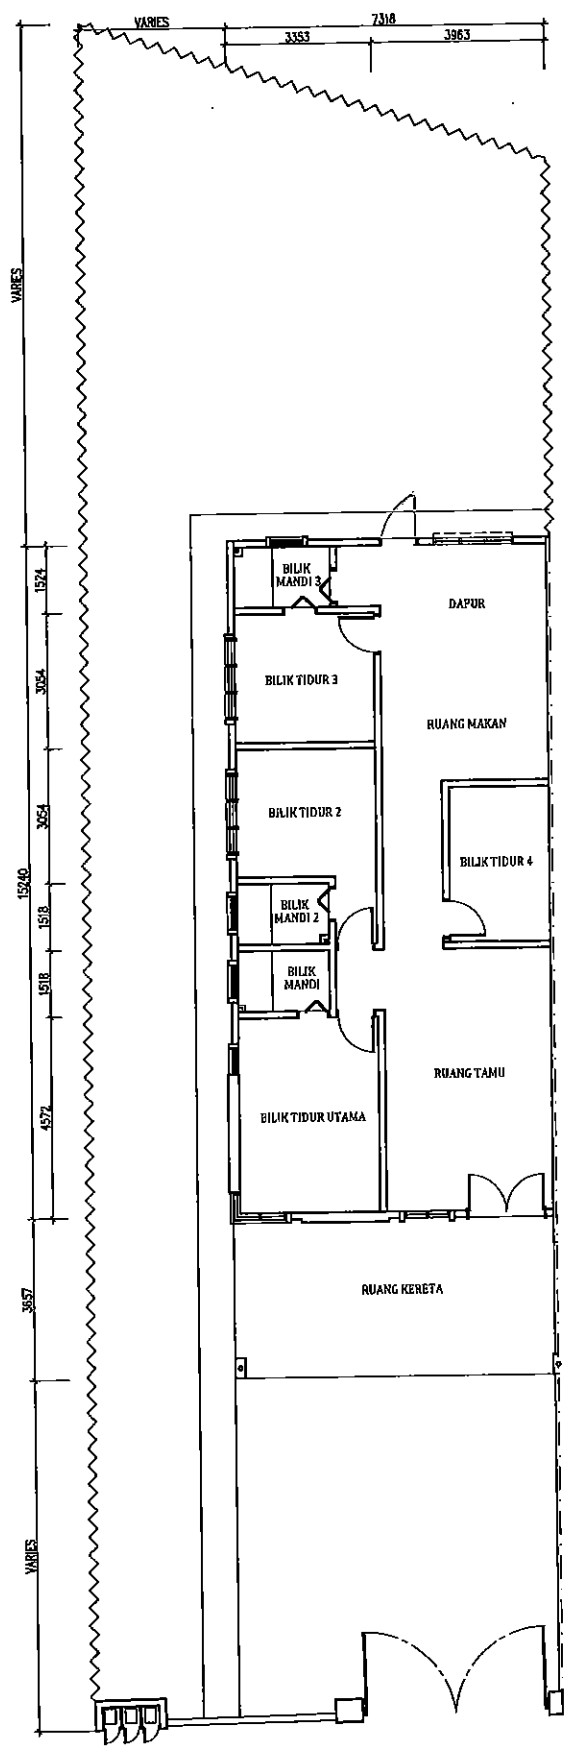 VARIES
7318
3353
3963
VARIES
1524
3054
3054
15240
1518
1518
4572
3657
VARIES
BILIK
MANDI 3
DAPUR
BILIK TIDUR 3
RUANG MAKAN
BILIK TIDUR 2
BILIK TIDUR 4
BILIK
MANDI 2
BILIK
MANDI
RUANG TAMU
BILIK TIDUR UTAMA
RUANG KERETA